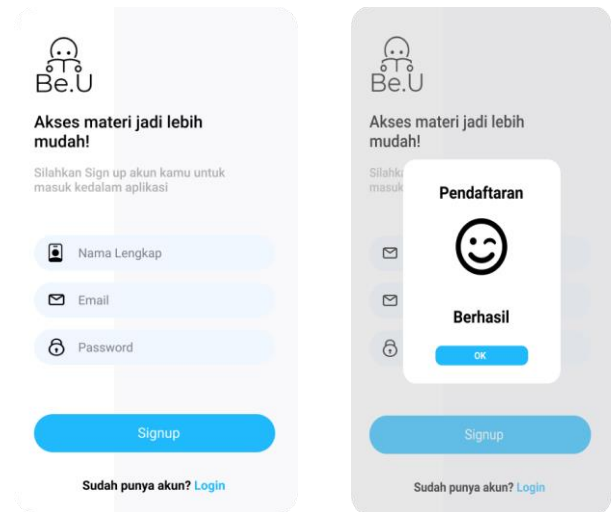 Be.U
Akses materi jadi lebih
mudah!
Silahkan Sign up akun kamu untuk
masuk kedalam aplikasi
Nama Lengkap
Email
Password
Signup
Sudah punya akun? Login
Be.U
Akses materi jadi lebih
mudah!
Silahk
masuk
Pendaftaran
Berhasil
OK
Signup
Sudah punya akun? Login